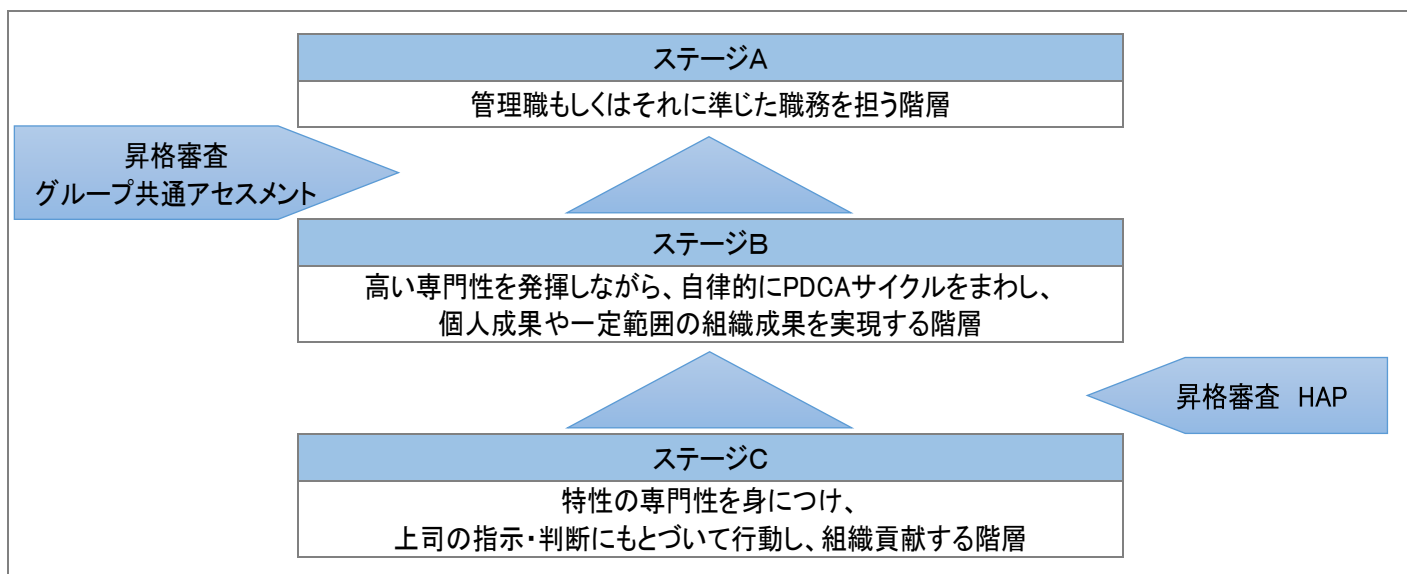 ステージA
管理職もしくはそれに準じた職務を担う階層
昇格審査
グループ共通アセスメント
ステージB
高い専門性を発揮しながら、自律的にPDCAサイクルをまわし、
個人成果や一定範囲の組織成果を実現する階層
昇格審査 HAP
ステージC
特性の専門性を身につけ、
上司の指示・判断にもとづいて行動し、組織貢献する階層